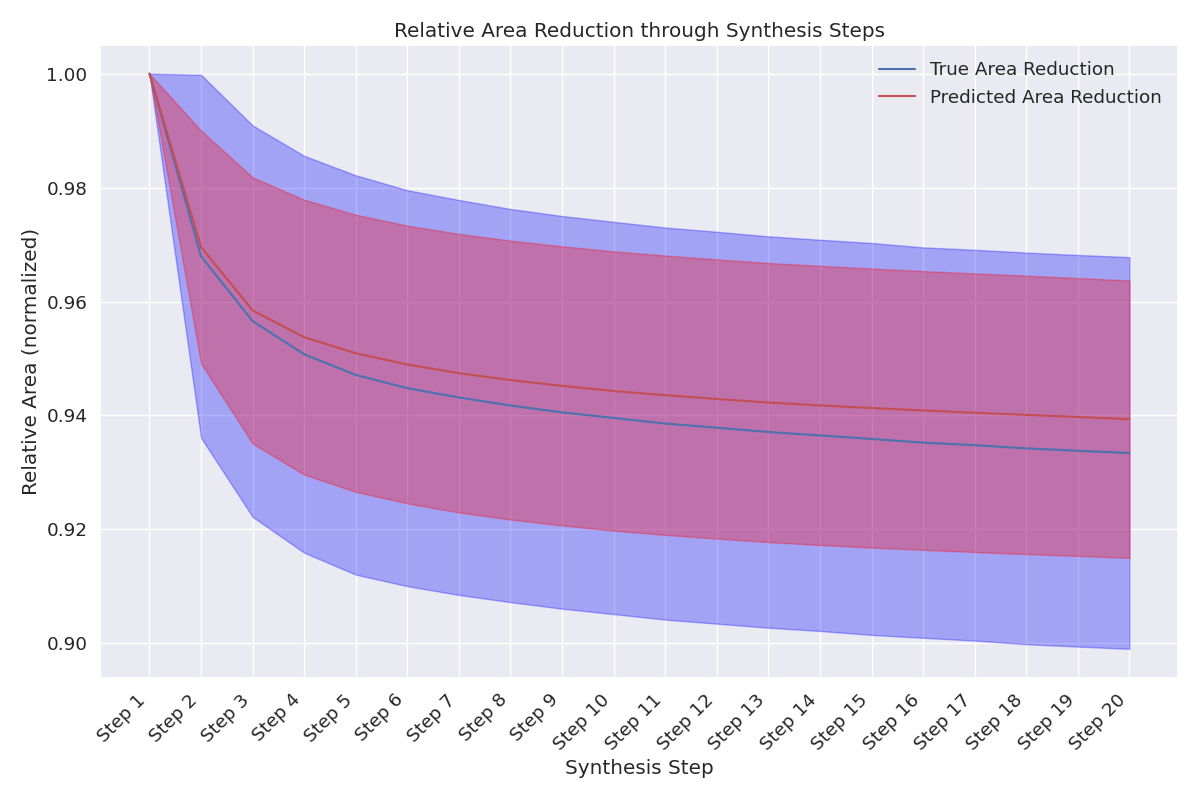 Relative Area Reduction through Synthesis Steps
True Area Reduction
Predicted Area Reduction
Relative Area (normalized)
1.00
0.98
0.96
0.94
0.92
0.90
Step 1
Step 2
Step 3
Step 4
Step 5
Step 6
Step 7
Step 8
Step 9
Step 10
Step 11
Step 12
Step 13
Step 14
Step 15
Step 16
Step 17
Step 18
Step 19
Step 20
Synthesis Step